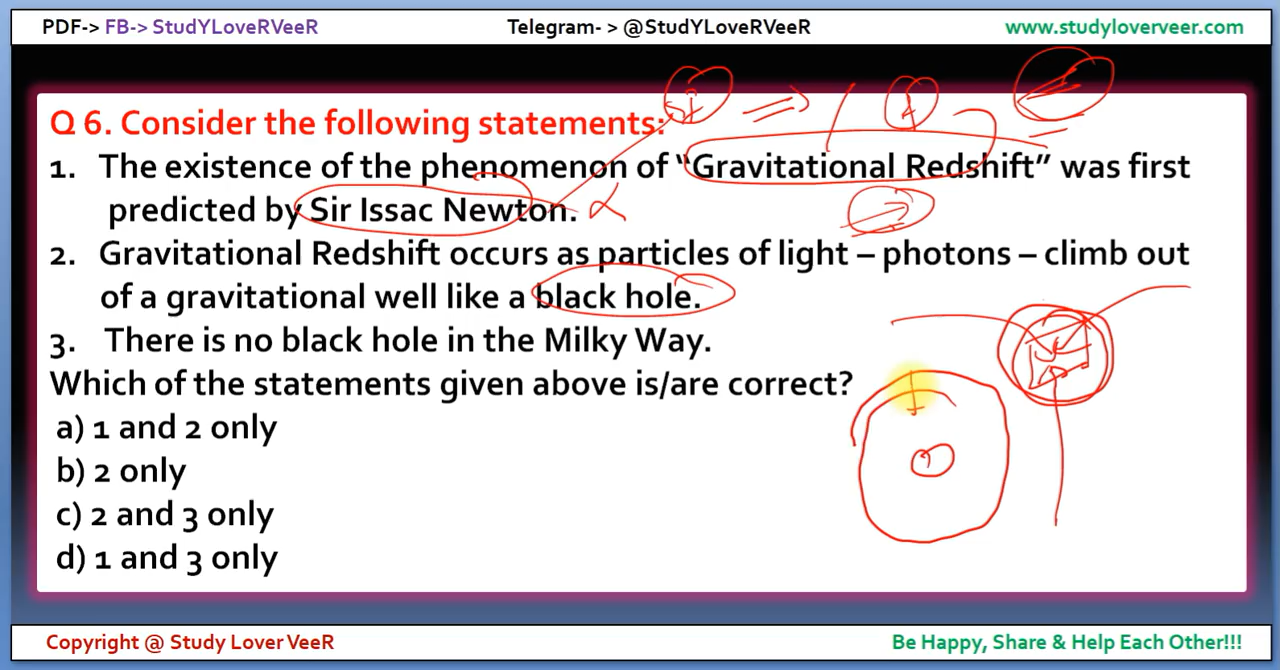 PDF-> FB-> StudYLoveRVeeR Telegram- > @StudYLoveRVeeR www.studyloverveer.com
Q 6. Consider the following statements:
1. The existence of the phenomenon of “Gravitational Redshift” was first
predicted by Sir Issac Newton.
2. Gravitational Redshift occurs as particles of light – photons – climb out
of a gravitational well like a black hole.
3. There is no black hole in the Milky Way.
Which of the statements given above is/are correct?
a) 1 and 2 only
b) 2 only
c) 2 and 3 only
d) 1 and 3 only
Copyright @ Study Lover VeeR Be Happy, Share & Help Each Other!!!